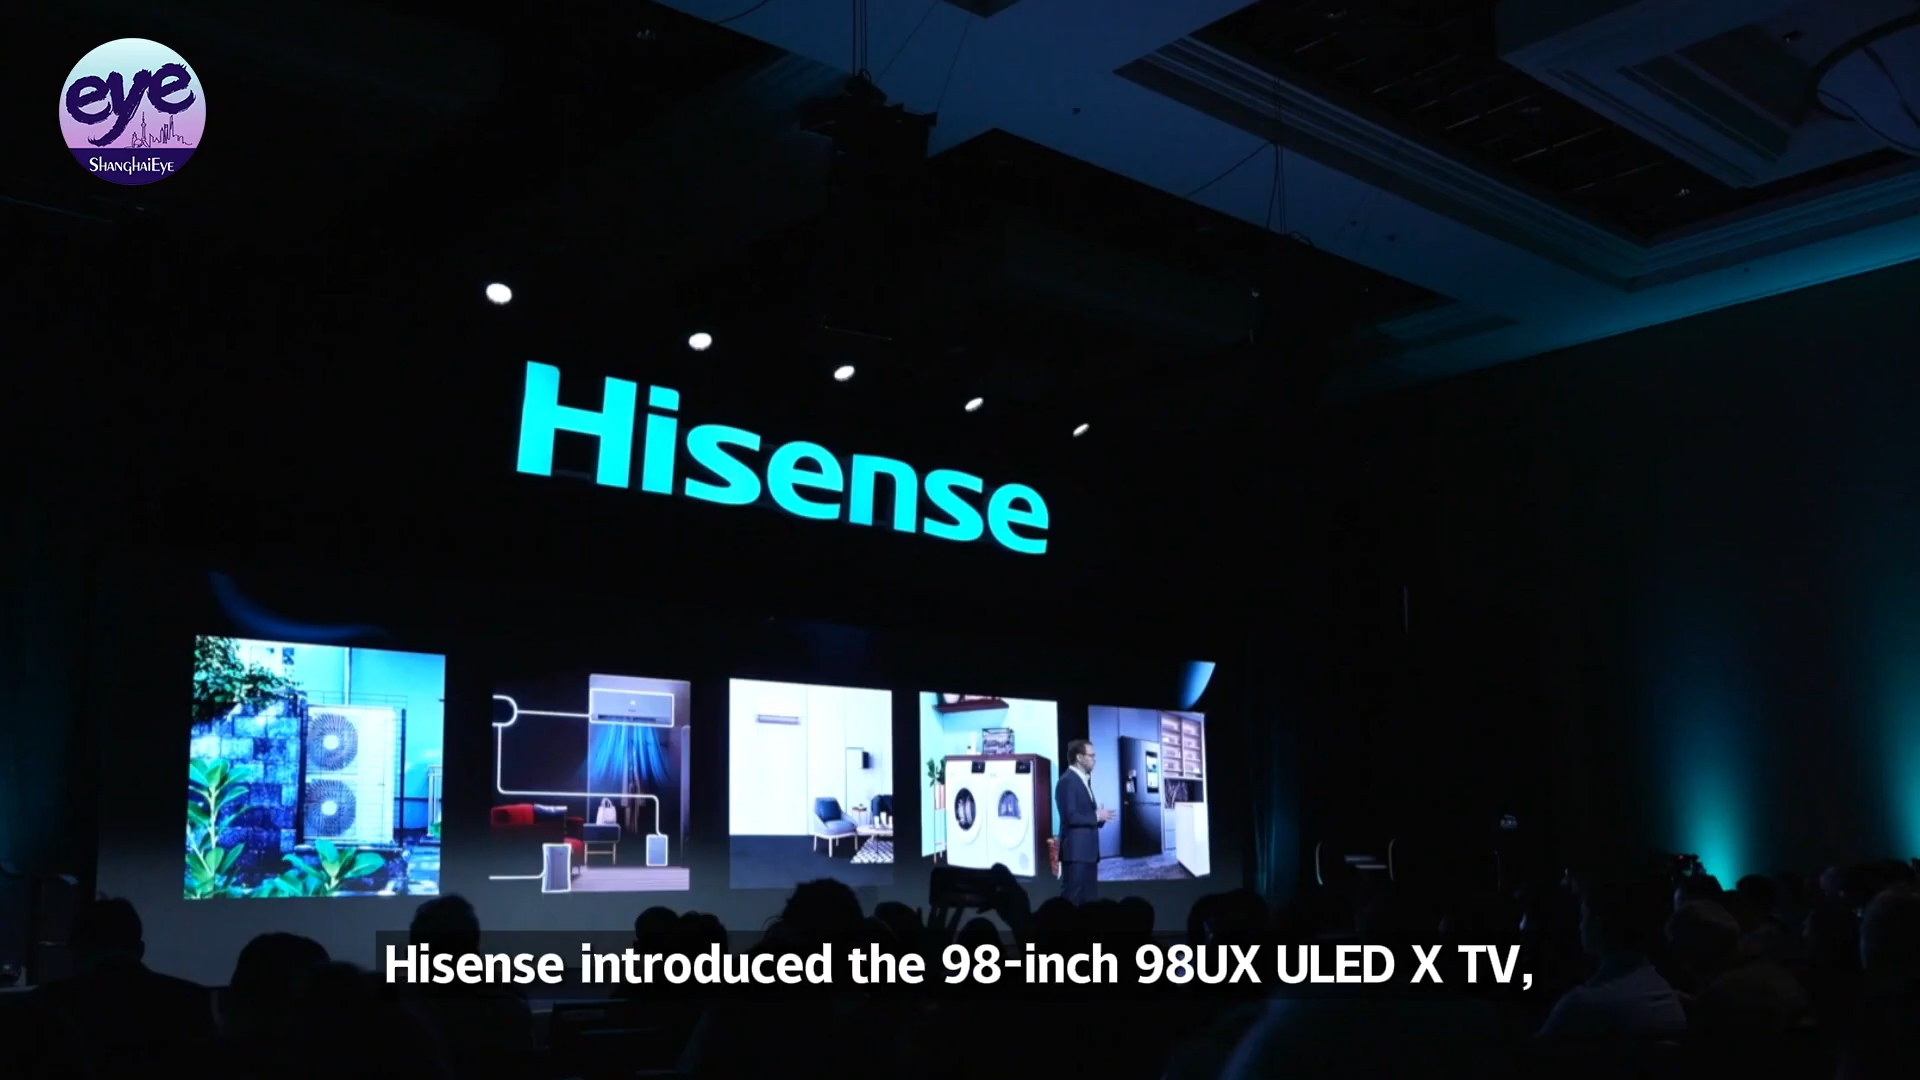 eye
SHANGHAIEYE
Hisense
Hisense introduced the 98-inch 98UX ULED X TV,